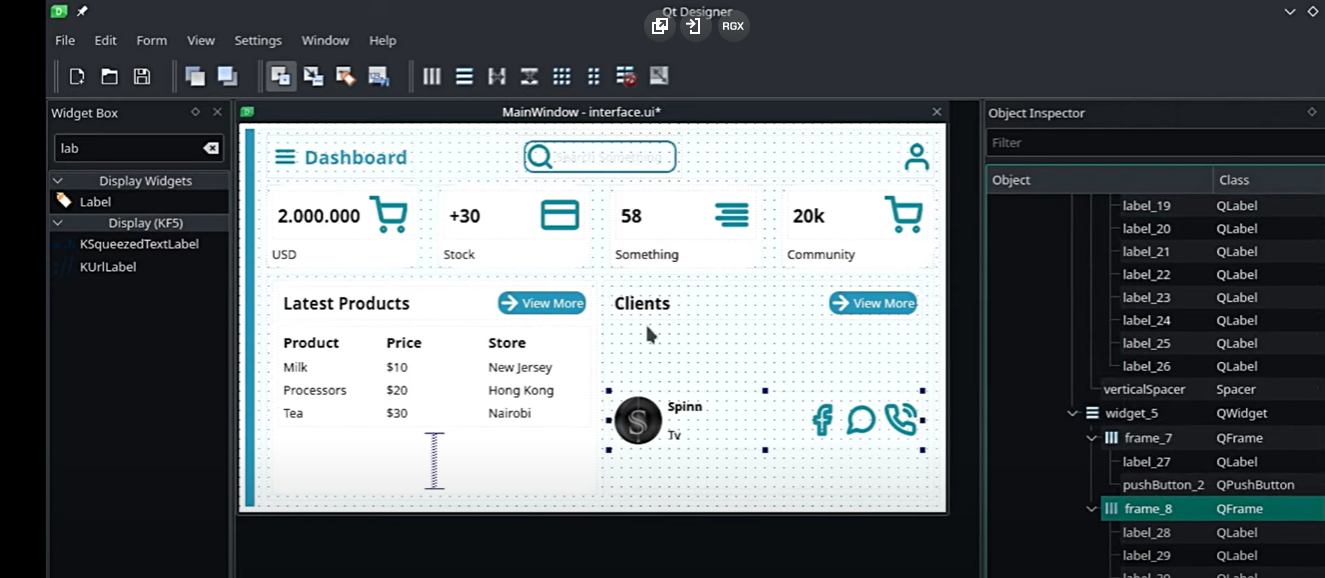 Qt Designer
RGX
File Edit Form View Settings Window Help
Widget Box
MainWindow - interface.ui*
Object Inspector
lab
Filter
Display Widgets
Label
Display (KF5)
KSqueezedTextLabel
KUrlLabel
Dashboard
Search Something
2.000.000
USD
+30
Stock
58
Something
20k
Community
Latest Products
View More
Product Price Store
Milk $10 New Jersey
Processors $20 Hong Kong
Tea $30 Nairobi
Clients
View More
Spinn
Tv
Object Class
label_19 QLabel
label_20 QLabel
label_21 QLabel
label_22 QLabel
label_23 QLabel
label_24 QLabel
label_25 QLabel
label_26 QLabel
verticalSpacer Spacer
widget_5 QWidget
frame_7 QFrame
label_27 QLabel
pushButton_2 QPushButton
frame_8 QFrame
label_28 QLabel
label_29 QLabel